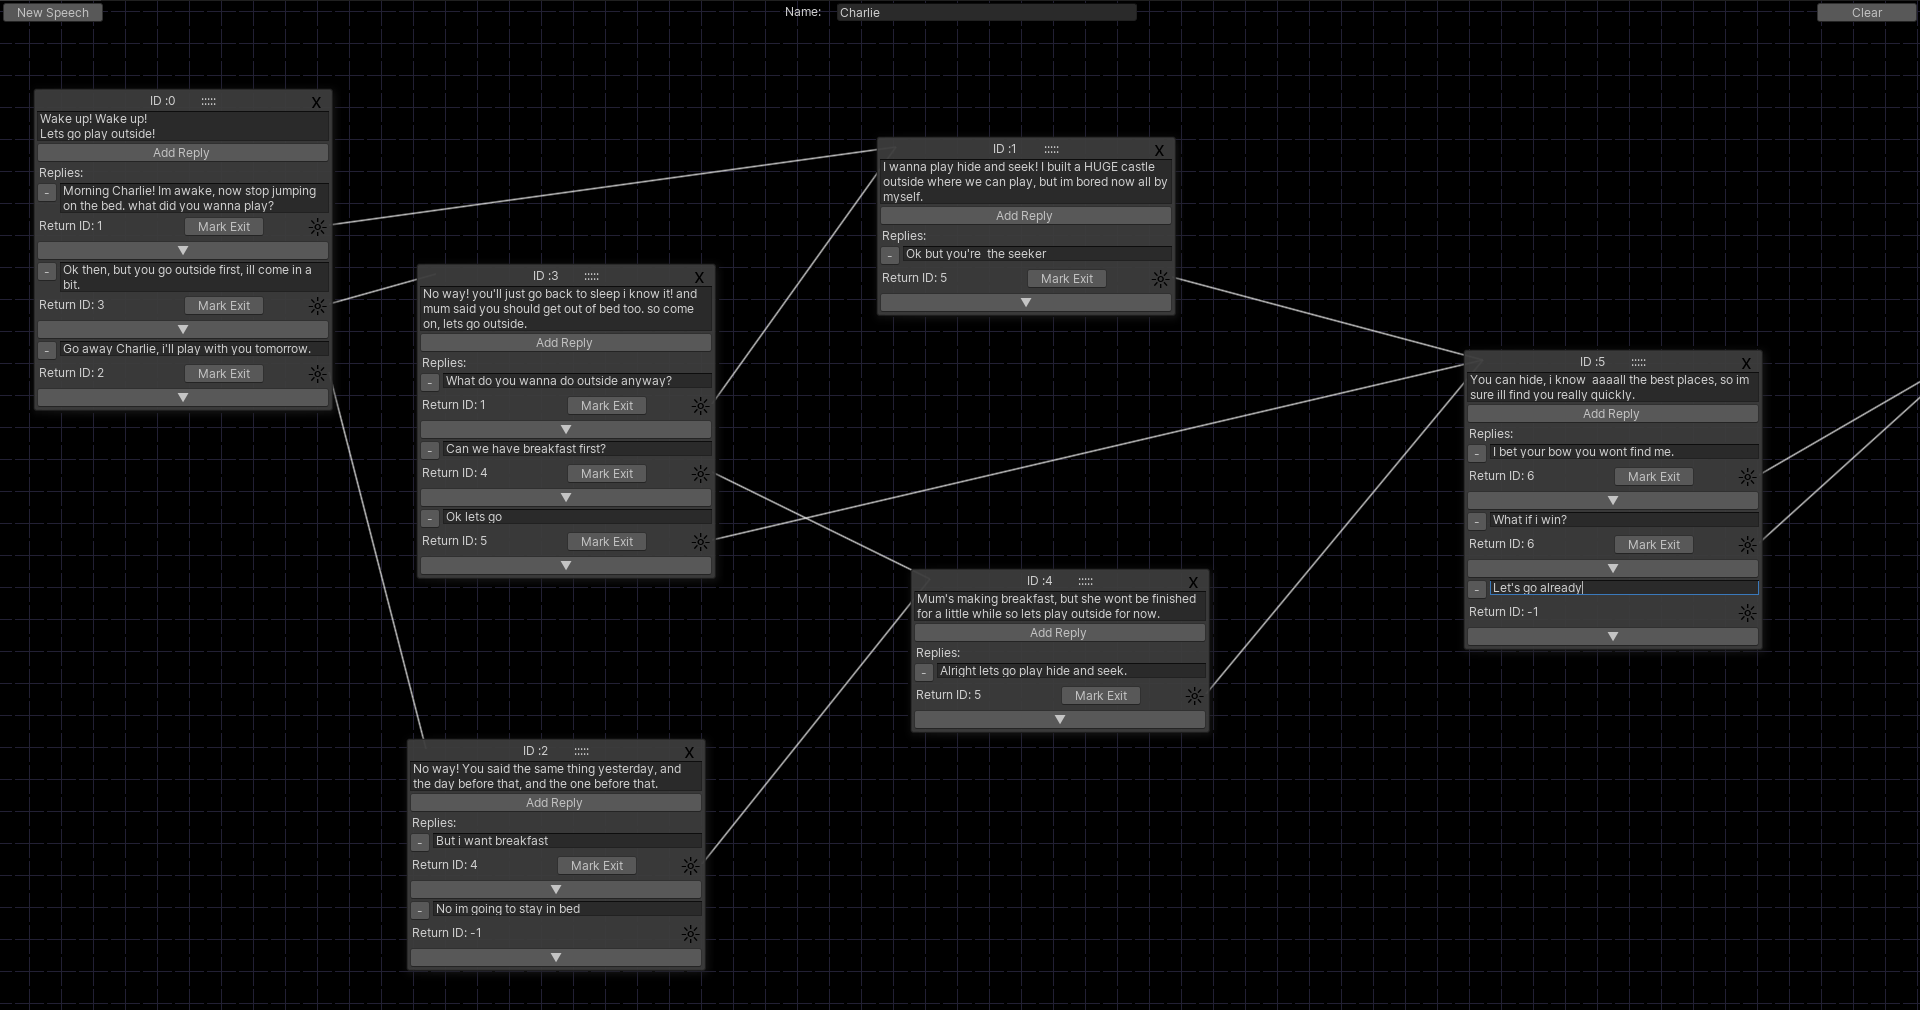 New Speech
Name: Charlie
Clear
ID :0 ::::: X
Wake up! Wake up!
Lets go play outside!
Add Reply
Replies:
- Morning Charlie! Im awake, now stop jumping
on the bed. what did you wanna play?
Return ID: 1 Mark Exit
▼
- Ok then, but you go outside first, ill come in a
bit.
Return ID: 3 Mark Exit
▼
- Go away Charlie, i'll play with you tomorrow.
Return ID: 2 Mark Exit
▼
ID :3 ::::: X
No way! you'll just go back to sleep i know it! and
mum said you should get out of bed too. so come
on, lets go outside.
Add Reply
Replies:
- What do you wanna do outside anyway?
Return ID: 1 Mark Exit
▼
- Can we have breakfast first?
Return ID: 4 Mark Exit
▼
- Ok lets go
Return ID: 5 Mark Exit
▼
ID :2 ::::: X
No way! You said the same thing yesterday, and
the day before that, and the one before that.
Add Reply
Replies:
- But i want breakfast
Return ID: 4 Mark Exit
▼
- No im going to stay in bed
Return ID: -1
▼
ID :1 ::::: X
I wanna play hide and seek! I built a HUGE castle
outside where we can play, but im bored now all by
myself.
Add Reply
Replies:
- Ok but you're  the seeker
Return ID: 5 Mark Exit
▼
ID :4 ::::: X
Mum's making breakfast, but she wont be finished
for a little while so lets play outside for now.
Add Reply
Replies:
- Alright lets go play hide and seek.
Return ID: 5 Mark Exit
▼
ID :5 ::::: X
You can hide, i know  aaaall the best places, so im
sure ill find you really quickly.
Add Reply
Replies:
- I bet your bow you wont find me.
Return ID: 6 Mark Exit
▼
- What if i win?
Return ID: 6 Mark Exit
▼
- Let's go already
Return ID: -1
▼